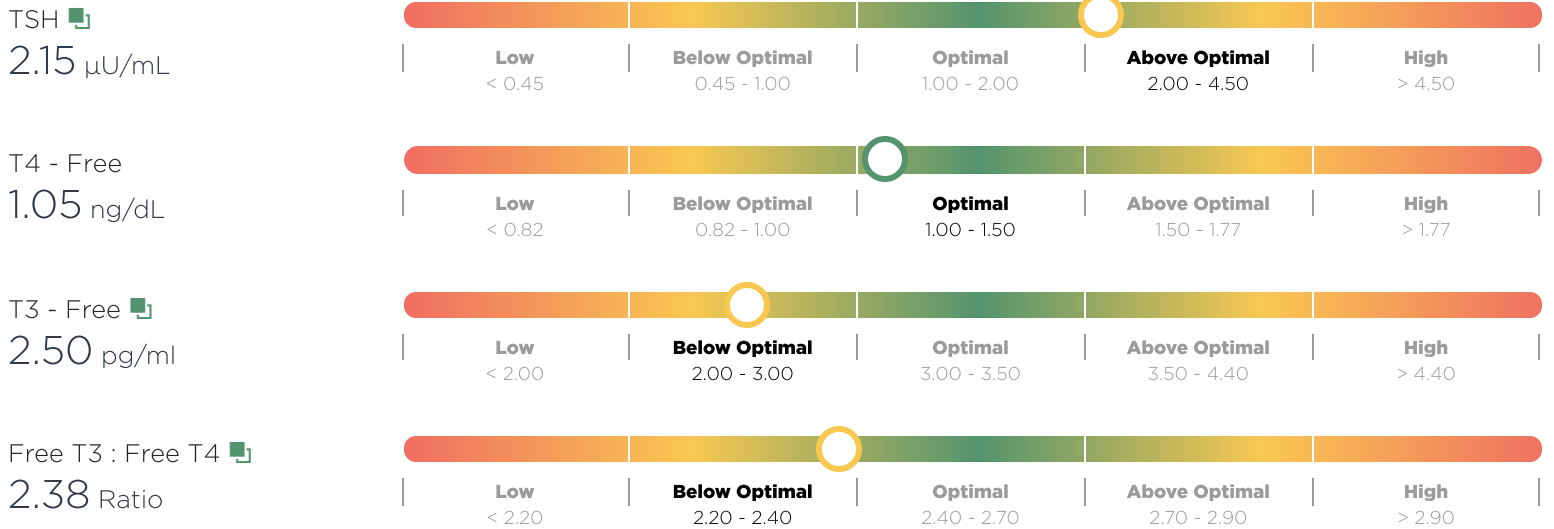 TSH
2.15 µU/mL
Low Below Optimal Optimal Above Optimal High
< 0.45 0.45 - 1.00 1.00 - 2.00 2.00 - 4.50 > 4.50
T4 - Free
1.05 ng/dL
Low Below Optimal Optimal Above Optimal High
< 0.82 0.82 - 1.00 1.00 - 1.50 1.50 - 1.77 > 1.77
T3 - Free
2.50 pg/ml
Low Below Optimal Optimal Above Optimal High
< 2.00 2.00 - 3.00 3.00 - 3.50 3.50 - 4.40 > 4.40
Free T3 : Free T4
2.38 Ratio
Low Below Optimal Optimal Above Optimal High
< 2.20 2.20 - 2.40 2.40 - 2.70 2.70 - 2.90 > 2.90